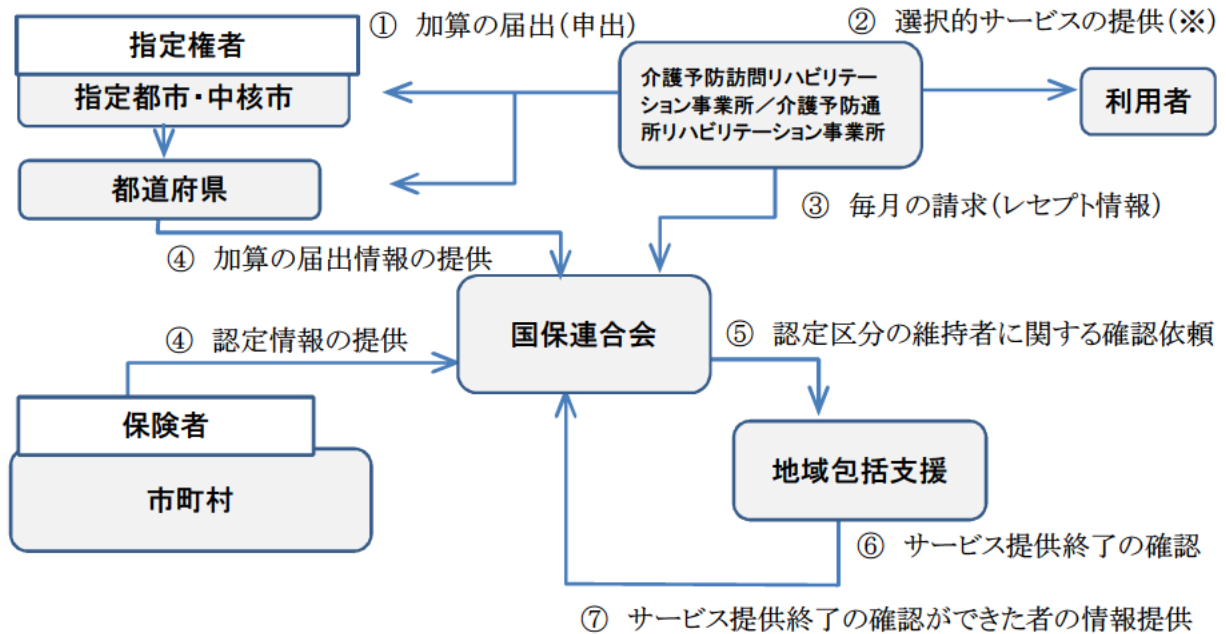 ① 加算の届出(申出)
② 選択的サービスの提供(※)
指定権者
指定都市・中核市
介護予防訪問リハビリテー
ション事業所／介護予防通
所リハビリテーション事業所
利用者
都道府県
③ 毎月の請求(レセプト情報)
④ 加算の届出情報の提供
国保連合会
④ 認定情報の提供
⑤ 認定区分の維持者に関する確認依頼
保険者
市町村
地域包括支援
⑥ サービス提供終了の確認
⑦ サービス提供終了の確認ができた者の情報提供